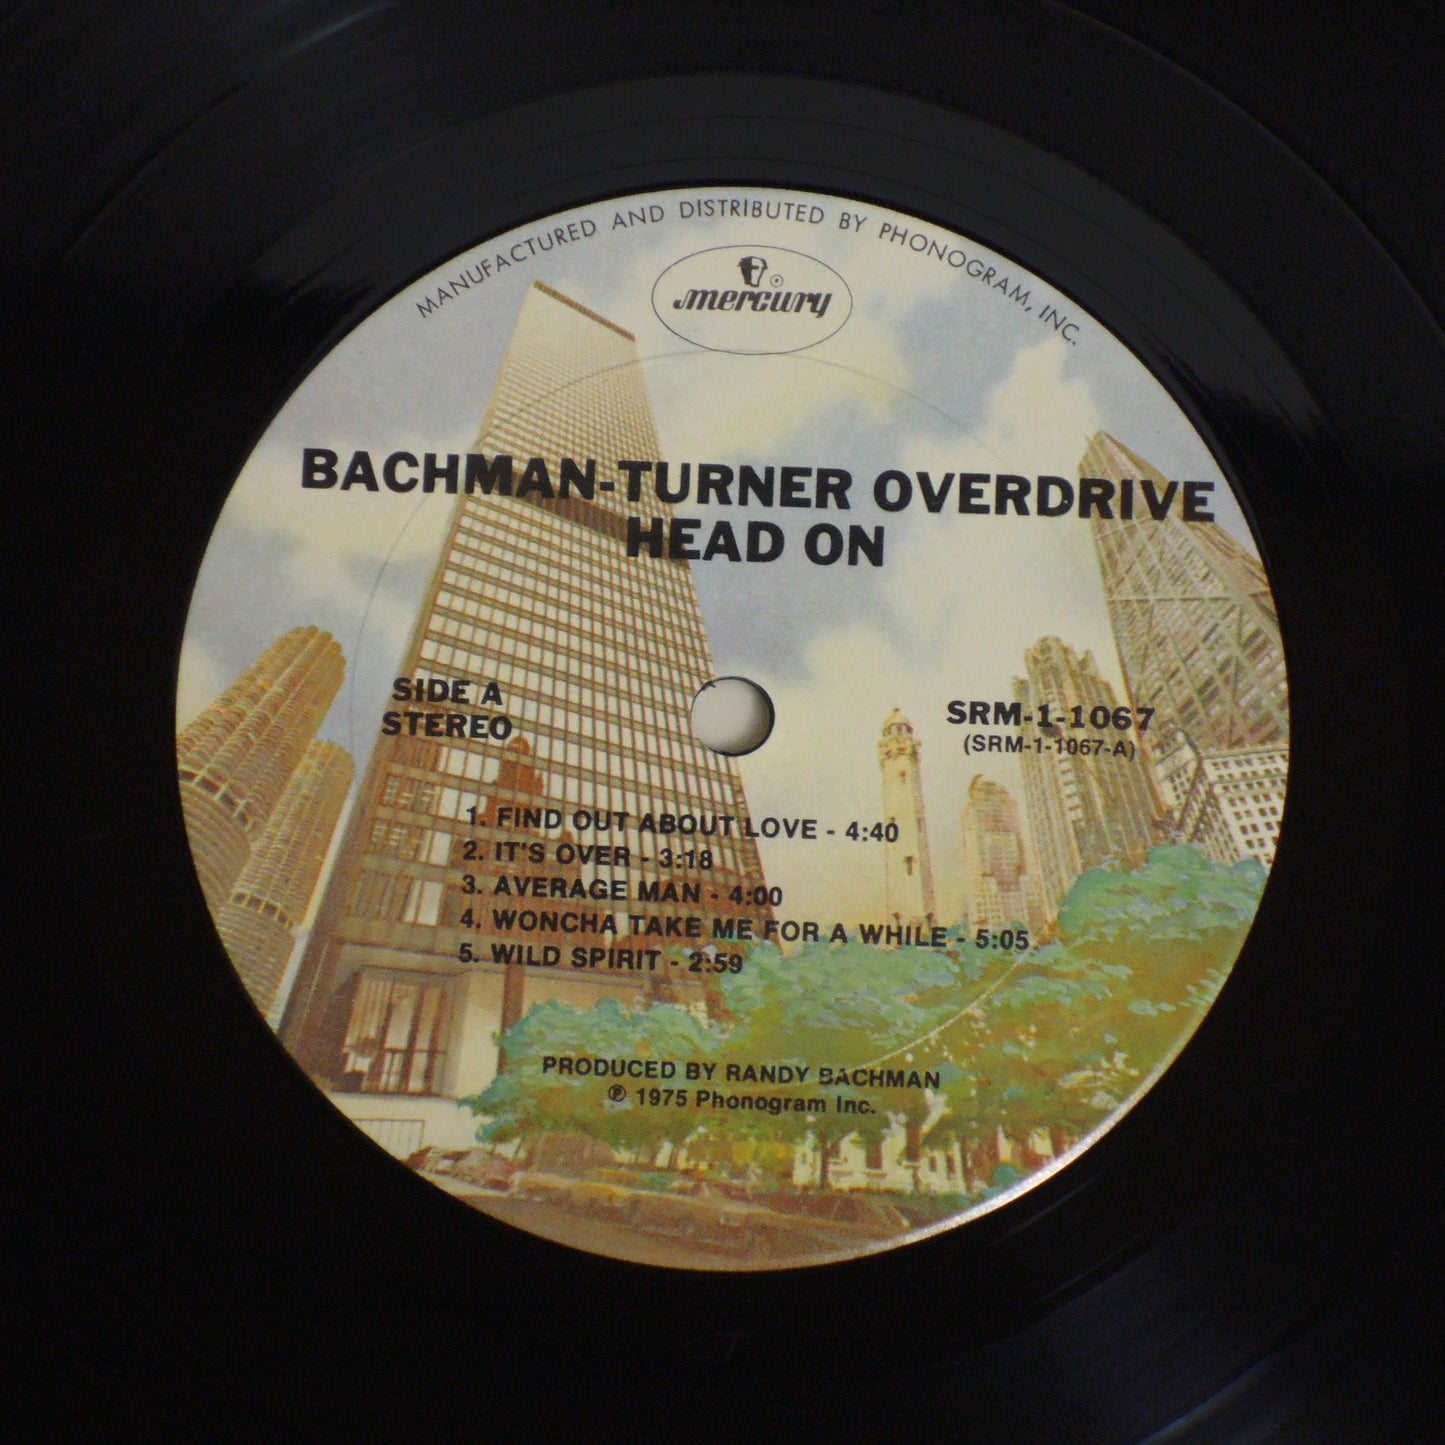 MANUFACTURED AND DISTRIBUTED BY PHONOGRAM, INC.
mercury ®
BACHMAN-TURNER OVERDRIVE
HEAD ON
SIDE A
STEREO
SRM-1-1067
(SRM-1-1067-A)
1. FIND OUT ABOUT LOVE - 4:40
2. IT'S OVER - 3:18
3. AVERAGE MAN - 4:00
4. WONCHA TAKE ME FOR A WHILE - 5:05
5. WILD SPIRIT - 2:59
PRODUCED BY RANDY BACHMAN
℗ 1975 Phonogram Inc.